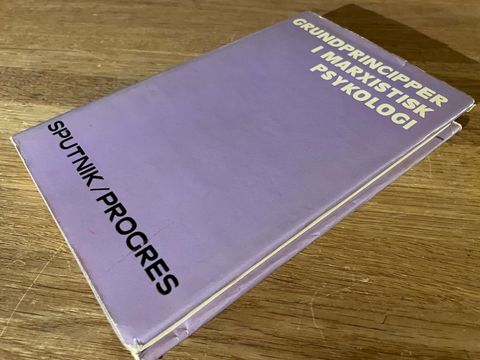 GRUNDPRINCIPPER
I MARXISTISK
PSYKOLOGI
SPUTNIK/PROGRES